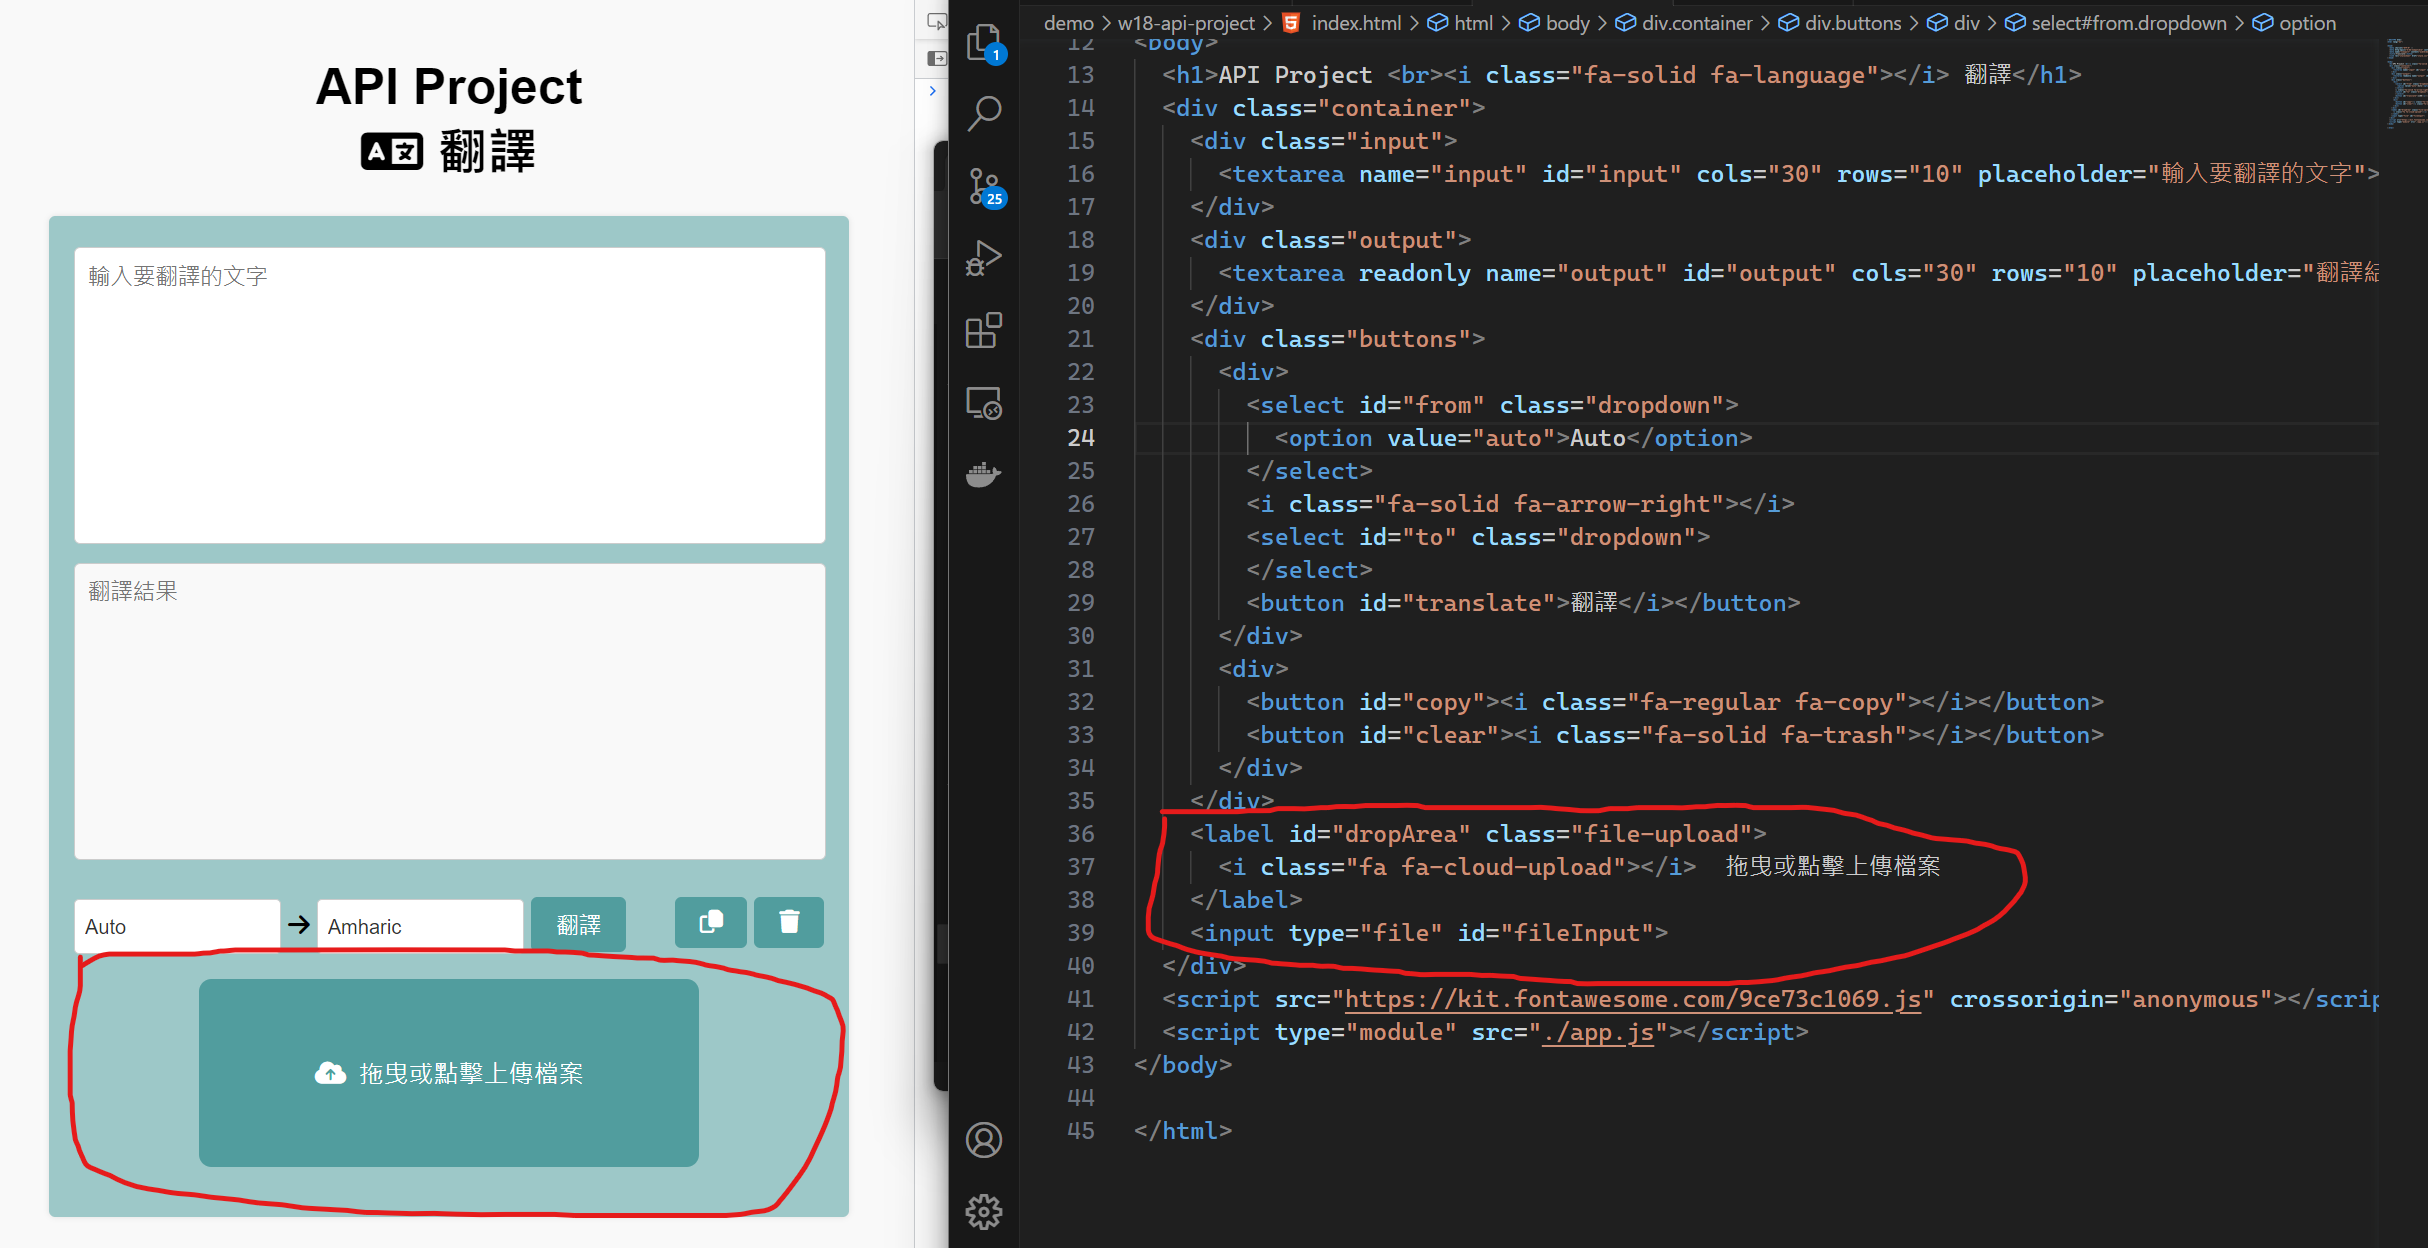 API Project
翻譯
輸入要翻譯的文字
翻譯結果
Auto
Amharic
翻譯
拖曳或點擊上傳檔案
1
25
demo > w18-api-project > index.html > html > body > div.container > div.buttons > div > select#from.dropdown > option
12 <body>
13 <h1>API Project <br><i class="fa-solid fa-language"></i> 翻譯</h1>
14 <div class="container">
15 <div class="input">
16 <textarea name="input" id="input" cols="30" rows="10" placeholder="輸入要翻譯的文字">
17 </div>
18 <div class="output">
19 <textarea readonly name="output" id="output" cols="30" rows="10" placeholder="翻譯結
20 </div>
21 <div class="buttons">
22 <div>
23 <select id="from" class="dropdown">
24 <option value="auto">Auto</option>
25 </select>
26 <i class="fa-solid fa-arrow-right"></i>
27 <select id="to" class="dropdown">
28 </select>
29 <button id="translate">翻譯</i></button>
30 </div>
31 <div>
32 <button id="copy"><i class="fa-regular fa-copy"></i></button>
33 <button id="clear"><i class="fa-solid fa-trash"></i></button>
34 </div>
35 </div>
36 <label id="dropArea" class="file-upload">
37 <i class="fa fa-cloud-upload"></i> 拖曳或點擊上傳檔案
38 </label>
39 <input type="file" id="fileInput">
40 </div>
41 <script src="https://kit.fontawesome.com/9ce73c1069.js" crossorigin="anonymous"></scrip
42 <script type="module" src="./app.js"></script>
43 </body>
44
45 </html>